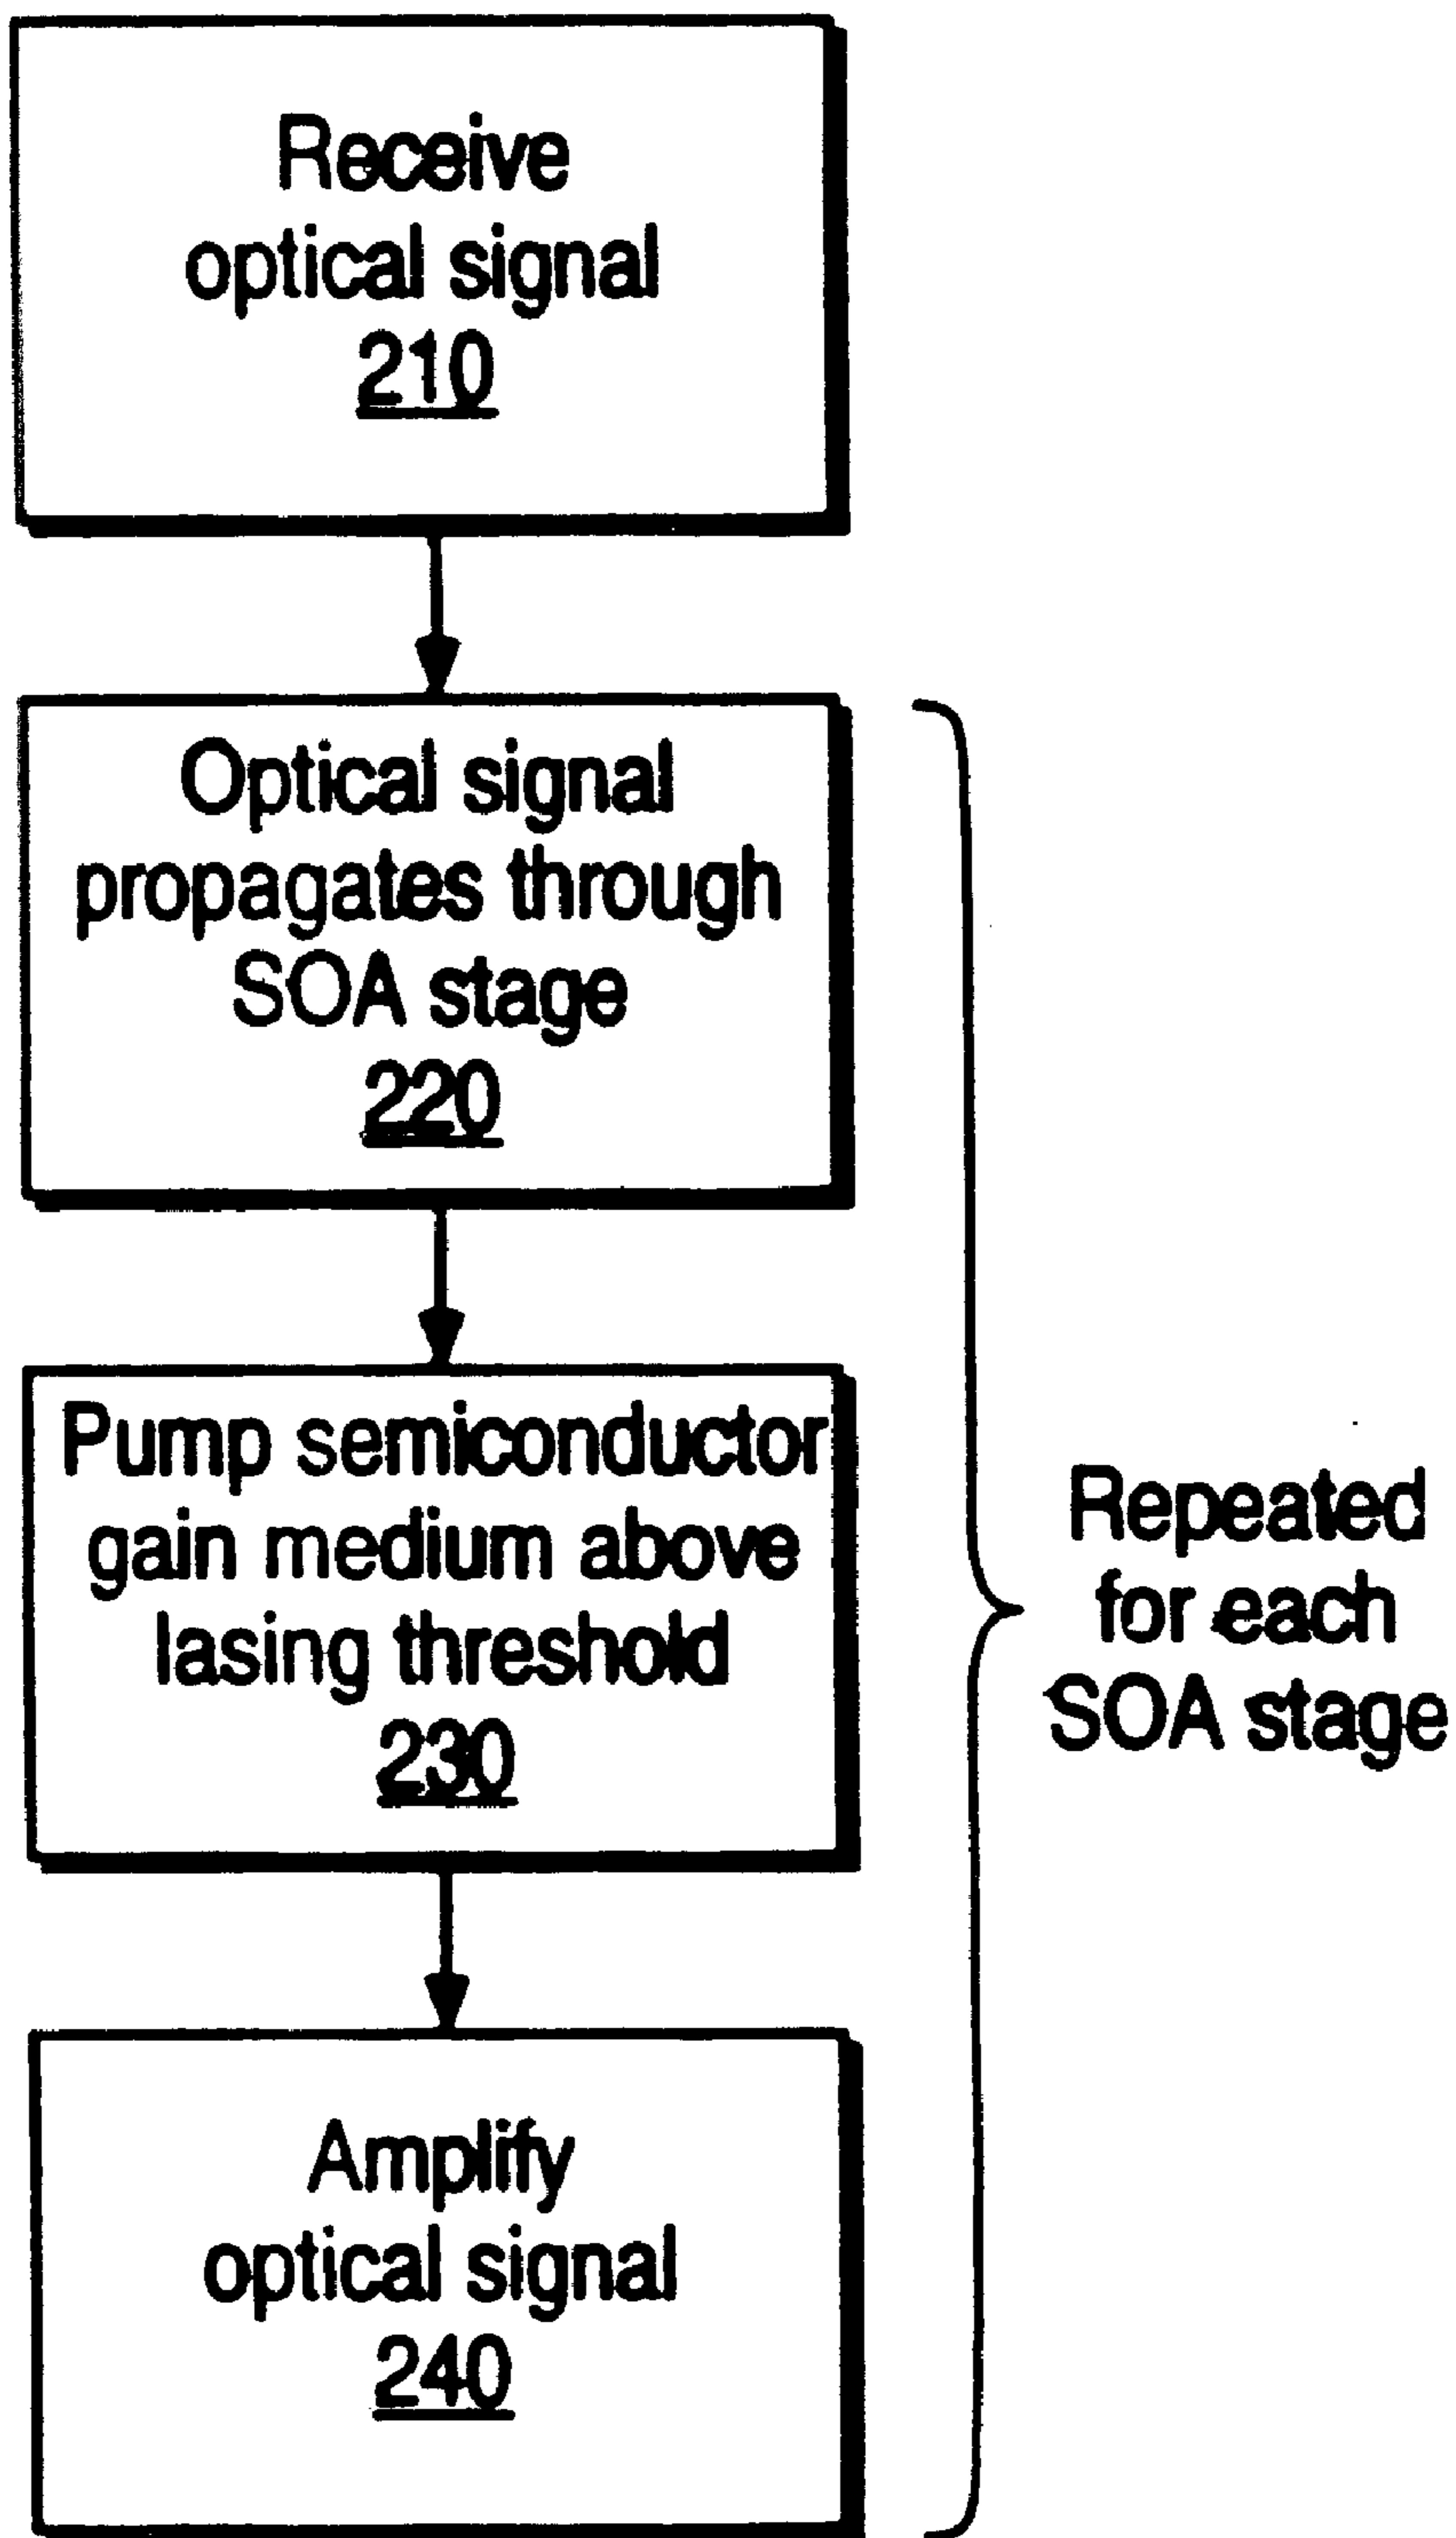 Receive
optical signal
210
Optical signal
propagates through
SOA stage
220
Pump semiconductor
gain medium above
lasing threshold
230
Repeated
for each
SOA stage
Amplify
optical signal
240